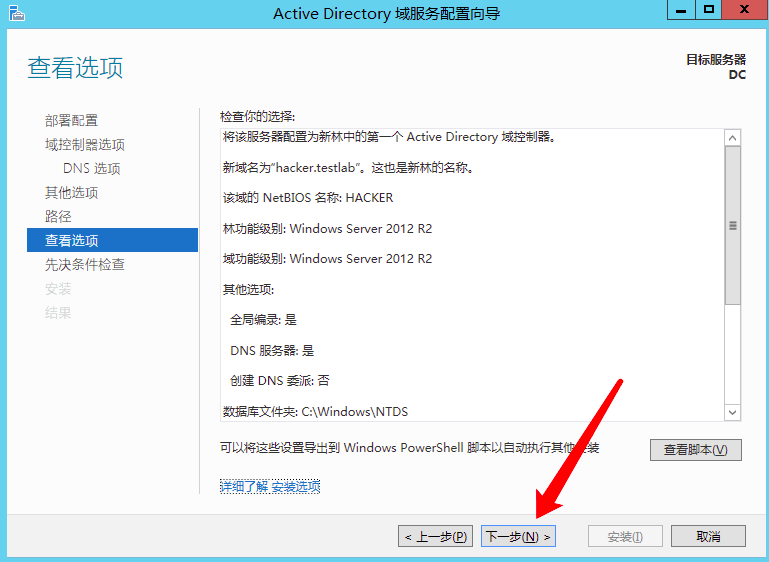 Active Directory 域服务配置向导
查看选项
目标服务器
DC
部署配置
域控制器选项
DNS 选项
其他选项
路径
查看选项
先决条件检查
安装
结果
检查你的选择:
将该服务器配置为新林中的第一个 Active Directory 域控制器。
新域名为"hacker.testlab"。这也是新林的名称。
该域的 NetBIOS 名称: HACKER
林功能级别: Windows Server 2012 R2
域功能级别: Windows Server 2012 R2
其他选项:
全局编录: 是
DNS 服务器: 是
创建 DNS 委派: 否
数据库文件夹: C:\Windows\NTDS
可以将这些设置导出到 Windows PowerShell 脚本以自动执行其他安装
查看脚本(V)
详细了解 安装选项
< 上一步(P)
下一步(N) >
安装(I)
取消